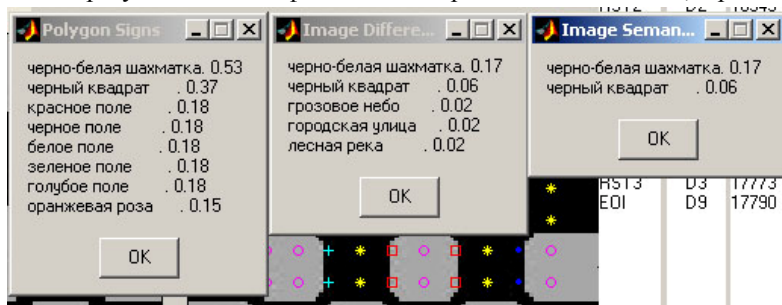 Polygon Signs
черно-белая шахматка. 0.53
черный квадрат . 0.37
красное поле . 0.18
черное поле . 0.18
белое поле . 0.18
зеленое поле . 0.18
голубое поле . 0.18
оранжевая роза . 0.15
OK
Image Differe...
черно-белая шахматка. 0.17
черный квадрат . 0.06
грозовое небо . 0.02
городская улица . 0.02
лесная река . 0.02
OK
Image Seman...
черно-белая шахматка. 0.17
черный квадрат . 0.06
OK
RST3 D3 17773
EOI D9 17790